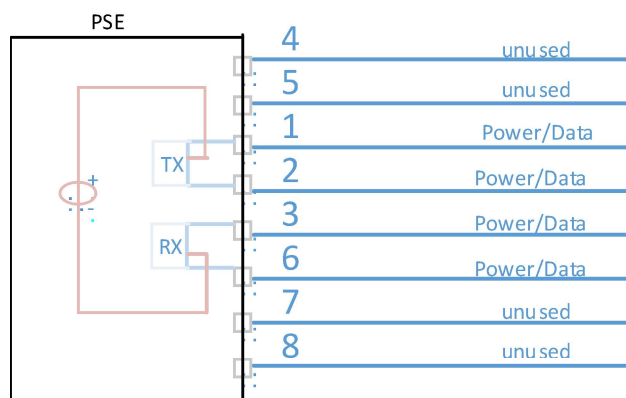 PSE
4 unused
5 unused
1 Power/Data
TX
2 Power/Data
+
-
3 Power/Data
RX
6 Power/Data
7 unused
8 unused